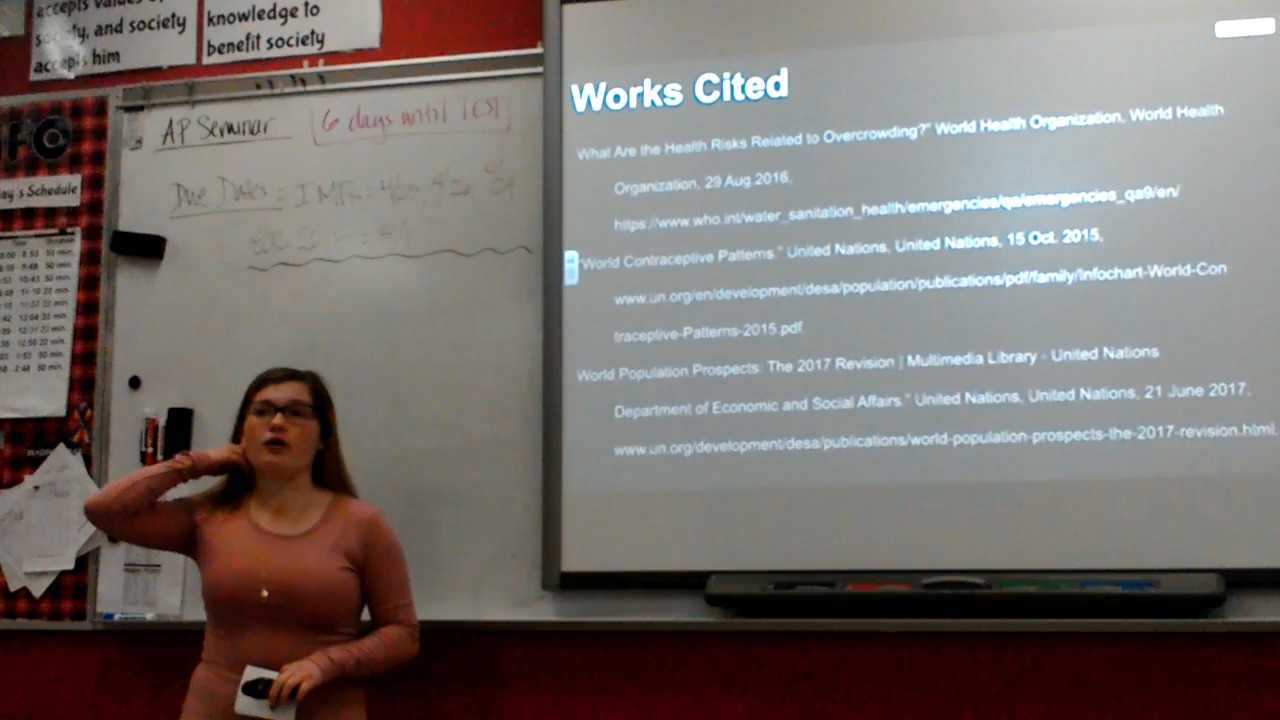 accepts values
society, and society
accepts him
knowledge to
benefit society
AP Seminar
6 days until TEST
Due Dates =
Schedule
Works Cited
What Are the Health Risks Related to Overcrowding?" World Health Organization, World Health
Organization, 29 Aug.2016,
https://www.who.int/water_sanitation_health/emergencies/qa/emergencies_qa9/en/
"World Contraceptive Patterns." United Nations, United Nations, 15 Oct. 2015,
www.un.org/en/development/desa/population/publications/pdf/family/Infochart-World-Con
traceptive-Patterns-2015.pdf.
World Population Prospects: The 2017 Revision | Multimedia Library - United Nations
Department of Economic and Social Affairs." United Nations, United Nations, 21 June 2017,
www.un.org/development/desa/publications/world-population-prospects-the-2017-revision.html.